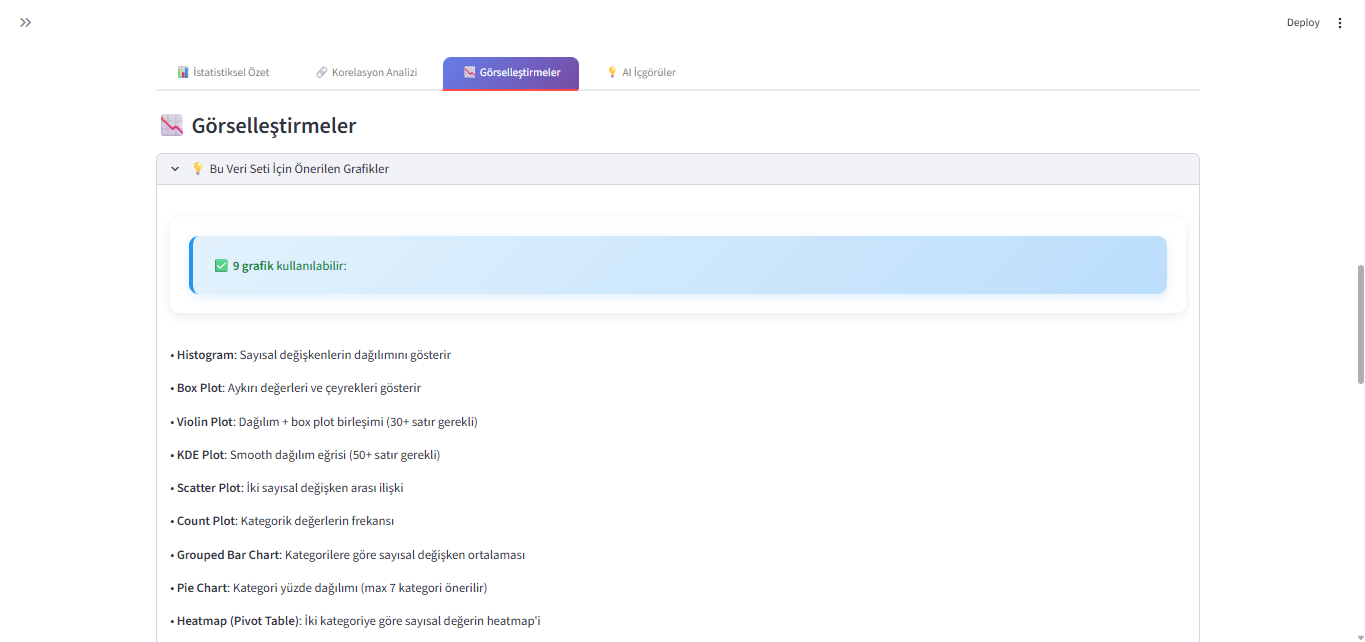 Deploy
İstatistiksel Özet
Korelasyon Analizi
Görselleştirmeler
AI İçgörüler
Görselleştirmeler
Bu Veri Seti İçin Önerilen Grafikler
9 grafik kullanılabilir:
• Histogram: Sayısal değişkenlerin dağılımını gösterir
• Box Plot: Aykırı değerleri ve çeyrekleri gösterir
• Violin Plot: Dağılım + box plot birleşimi (30+ satır gerekli)
• KDE Plot: Smooth dağılım eğrisi (50+ satır gerekli)
• Scatter Plot: İki sayısal değişken arası ilişki
• Count Plot: Kategorik değerlerin frekansı
• Grouped Bar Chart: Kategorilere göre sayısal değişken ortalaması
• Pie Chart: Kategori yüzde dağılımı (max 7 kategori önerilir)
• Heatmap (Pivot Table): İki kategoriye göre sayısal değerin heatmap'i